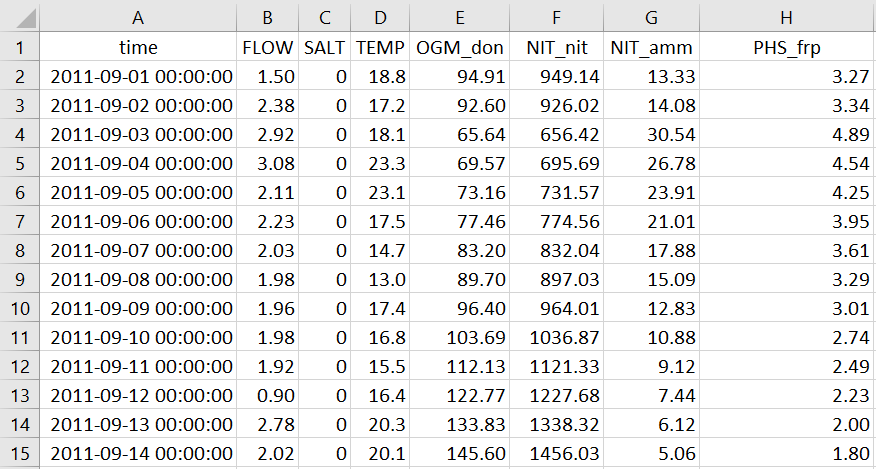 A B C D E F G H
1 time FLOW SALT TEMP OGM_don NIT_nit NIT_amm PHS_frp
2 2011-09-01 00:00:00 1.50 0 18.8 94.91 949.14 13.33 3.27
3 2011-09-02 00:00:00 2.38 0 17.2 92.60 926.02 14.08 3.34
4 2011-09-03 00:00:00 2.92 0 18.1 65.64 656.42 30.54 4.89
5 2011-09-04 00:00:00 3.08 0 23.3 69.57 695.69 26.78 4.54
6 2011-09-05 00:00:00 2.11 0 23.1 73.16 731.57 23.91 4.25
7 2011-09-06 00:00:00 2.23 0 17.5 77.46 774.56 21.01 3.95
8 2011-09-07 00:00:00 2.03 0 14.7 83.20 832.04 17.88 3.61
9 2011-09-08 00:00:00 1.98 0 13.0 89.70 897.03 15.09 3.29
10 2011-09-09 00:00:00 1.96 0 17.4 96.40 964.01 12.83 3.01
11 2011-09-10 00:00:00 1.98 0 16.8 103.69 1036.87 10.88 2.74
12 2011-09-11 00:00:00 1.92 0 15.5 112.13 1121.33 9.12 2.49
13 2011-09-12 00:00:00 0.90 0 16.4 122.77 1227.68 7.44 2.23
14 2011-09-13 00:00:00 2.78 0 20.3 133.83 1338.32 6.12 2.00
15 2011-09-14 00:00:00 2.02 0 20.1 145.60 1456.03 5.06 1.80